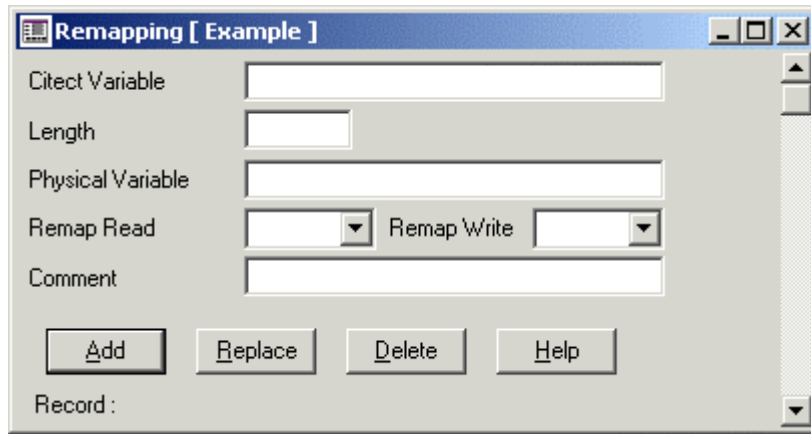 Remapping [ Example ]
Citect Variable
Length
Physical Variable
Remap Read Remap Write
Comment
Add Replace Delete Help
Record :